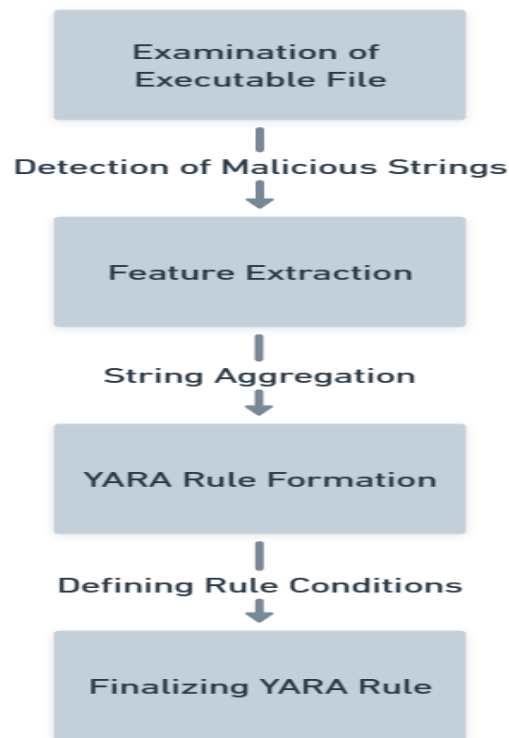 Examination of
Executable File
Detection of Malicious Strings
Feature Extraction
String Aggregation
YARA Rule Formation
Defining Rule Conditions
Finalizing YARA Rule